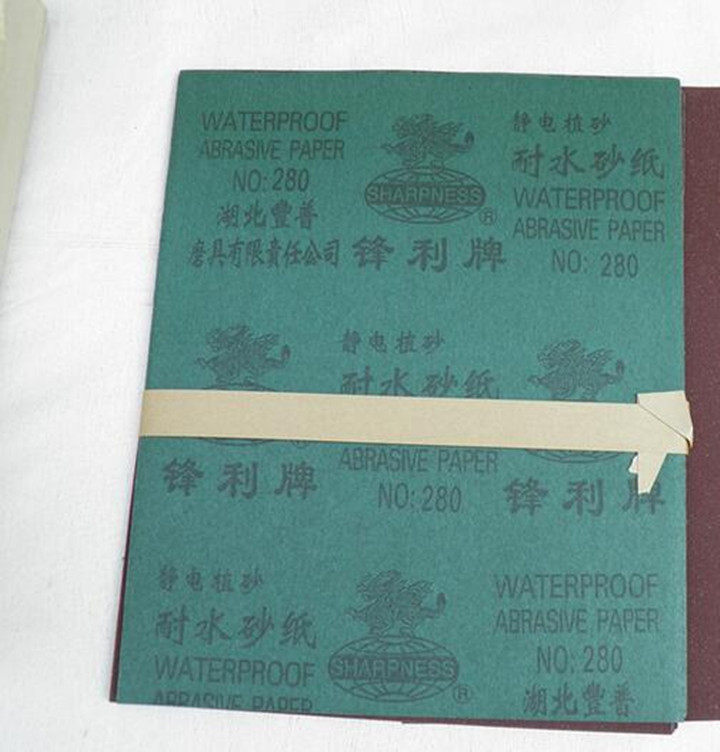 WATERPROOF
ABRASIVE PAPER
NO: 280
湖北豐普
磨具有限責任公司
SHARPNESS
®
锋利牌
静电植砂
耐水砂纸
WATERPROOF
ABRASIVE PAPER
NO: 280
锋利牌
静电植砂
耐水砂纸
ABRASIVE PAPER
NO: 280
锋利牌
静电植砂
耐水砂纸
WATERPROOF
ABRASIVE PAPER
SHARPNESS
®
WATERPROOF
ABRASIVE PAPER
NO: 280
湖北豐普